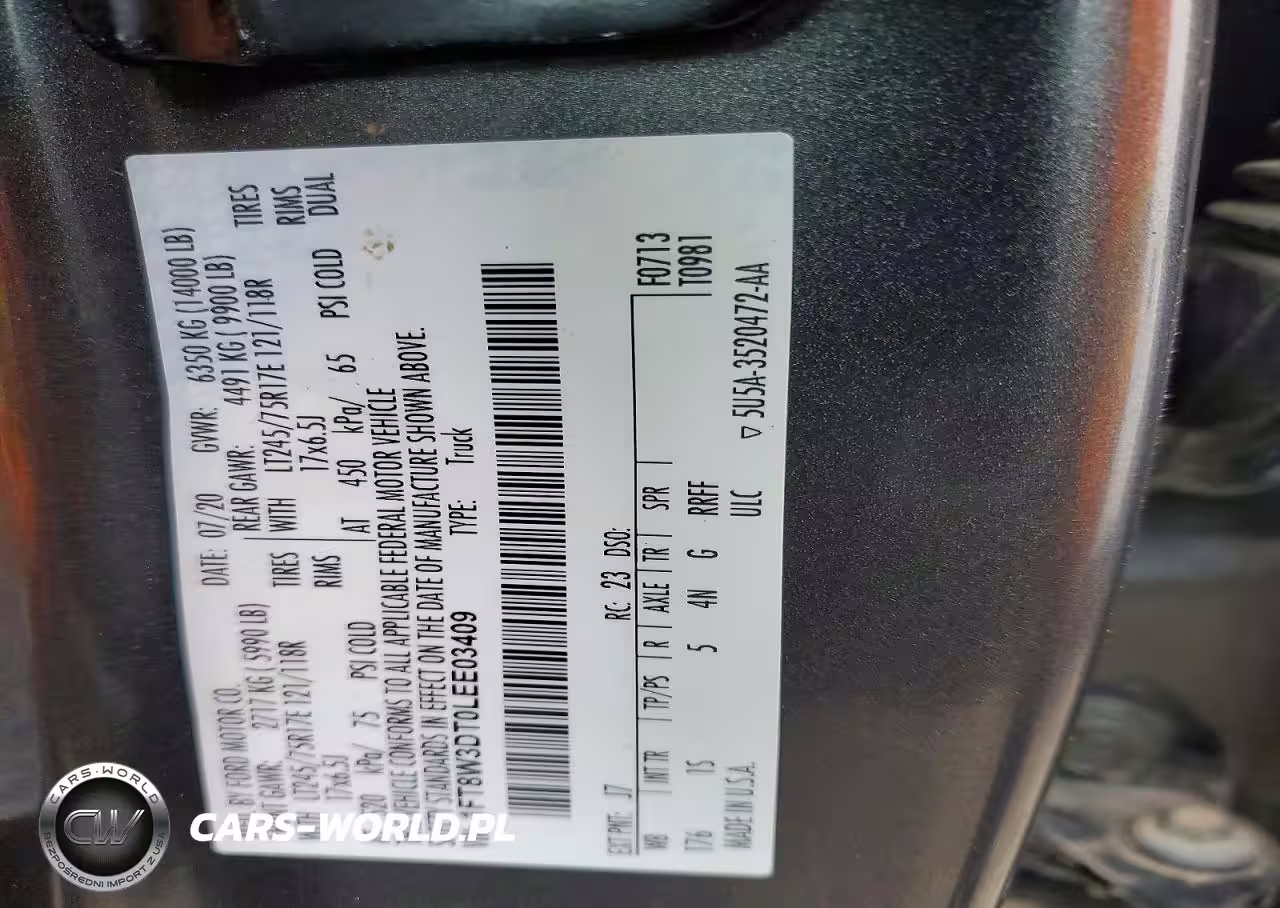 BY FORD MOTOR CO.
DATE: 07/20 GVWR: 6350 KG (14000 LB)
GAWR: 2717 KG ( 5990 LB) REAR GAWR: 4491 KG ( 9900 LB)
LT245/75R17E 121/118R TIRES WITH LT245/75R17E 121/118R TIRES
17x6.5J RIMS 17x6.5J RIMS
kPa/ 75 PSI COLD AT 450 kPa/ 65 PSI COLD DUAL
VEHICLE CONFORMS TO ALL APPLICABLE FEDERAL MOTOR VEHICLE
STANDARDS IN EFFECT ON THE DATE OF MANUFACTURE SHOWN ABOVE.
FT8W3DT0LEE03409 TYPE: Truck
EXT PNT: J7 RC: 23 DSO:
WB INT TR TP/PS R AXLE TR SPR F0713
176 1S 5 4N G RRFF T0981
MADE IN U.S.A. ULC ▽ 5U5A-3520472-AA
CARS-WORLD
CW
BEZPOŚREDNI IMPORT Z USA
CARS-WORLD.PL